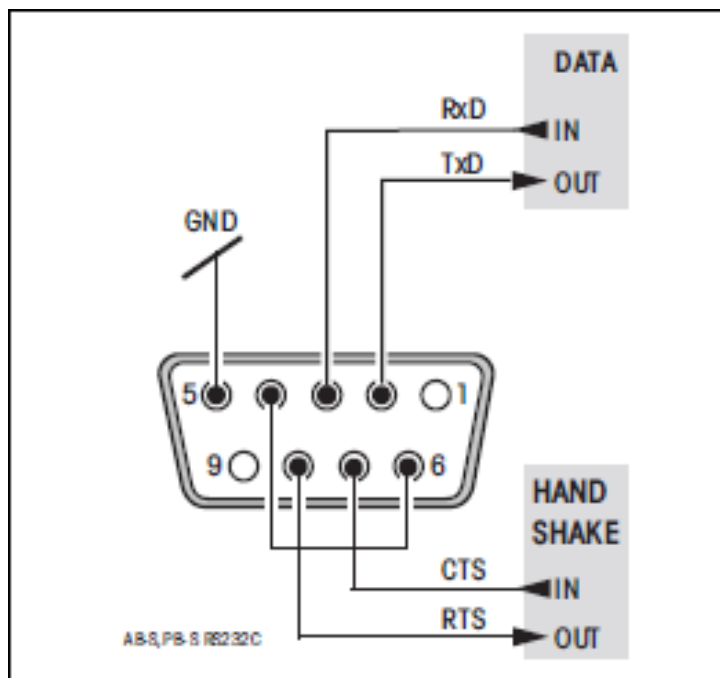 DATA
RxD
IN
TxD
OUT
GND
5
1
9
6
HAND
SHAKE
CTS
IN
RTS
OUT
AB-S, PB-S RS232C